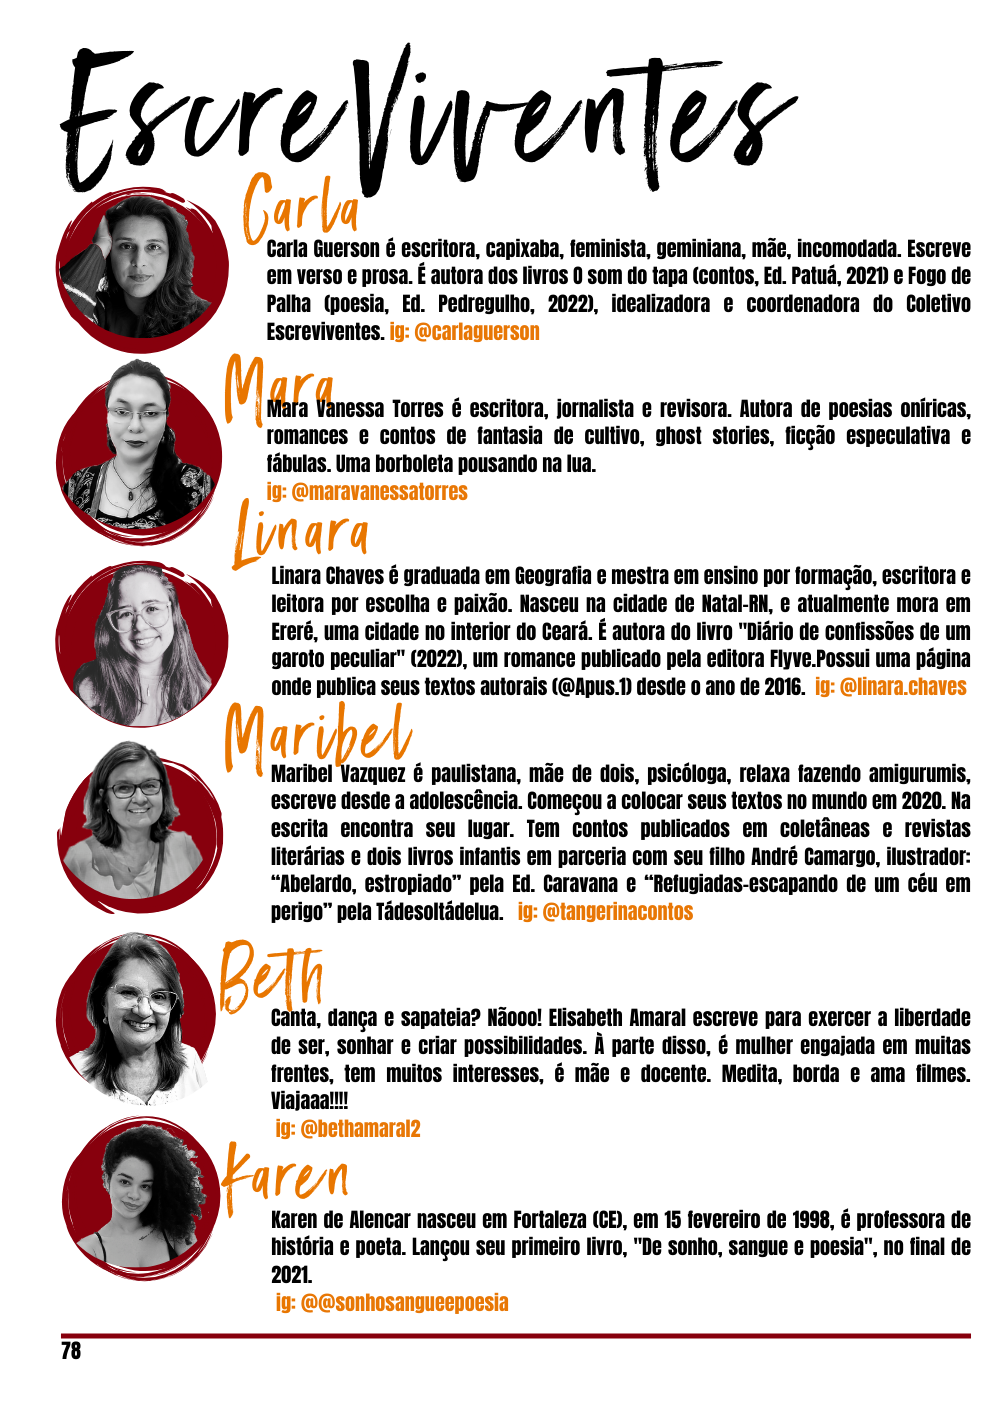 EscreViventes
Carla
Carla Guerson é escritora, capixaba, feminista, geminiana, mãe, incomodada. Escreve
em verso e prosa. É autora dos livros O som do tapa (contos, Ed. Patuá, 2021) e Fogo de
Palha (poesia, Ed. Pedregulho, 2022), idealizadora e coordenadora do Coletivo
Escreviventes. ig: @carlaguerson
Mara
Mara Vanessa Torres é escritora, jornalista e revisora. Autora de poesias oníricas,
romances e contos de fantasia de cultivo, ghost stories, ficção especulativa e
fábulas. Uma borboleta pousando na lua.
ig: @maravanessatorres
Linara
Linara Chaves é graduada em Geografia e mestra em ensino por formação, escritora e
leitora por escolha e paixão. Nasceu na cidade de Natal-RN, e atualmente mora em
Ereré, uma cidade no interior do Ceará. É autora do livro "Diário de confissões de um
garoto peculiar" (2022), um romance publicado pela editora Flyve.Possui uma página
onde publica seus textos autorais (@Apus.1) desde o ano de 2016. ig: @linara.chaves
Maribel
Maribel Vazquez é paulistana, mãe de dois, psicóloga, relaxa fazendo amigurumis,
escreve desde a adolescência. Começou a colocar seus textos no mundo em 2020. Na
escrita encontra seu lugar. Tem contos publicados em coletâneas e revistas
literárias e dois livros infantis em parceria com seu filho André Camargo, ilustrador:
“Abelardo, estropiado” pela Ed. Caravana e “Refugiadas-escapando de um céu em
perigo” pela Tádesoltádelua. ig: @tangerinacontos
Beth
Canta, dança e sapateia? Nãooo! Elisabeth Amaral escreve para exercer a liberdade
de ser, sonhar e criar possibilidades. À parte disso, é mulher engajada em muitas
frentes, tem muitos interesses, é mãe e docente. Medita, borda e ama filmes.
Viajaaa!!!!
ig: @bethamaral2
Karen
Karen de Alencar nasceu em Fortaleza (CE), em 15 fevereiro de 1998, é professora de
história e poeta. Lançou seu primeiro livro, "De sonho, sangue e poesia", no final de
2021.
ig: @@sonhosangueepoesia
78